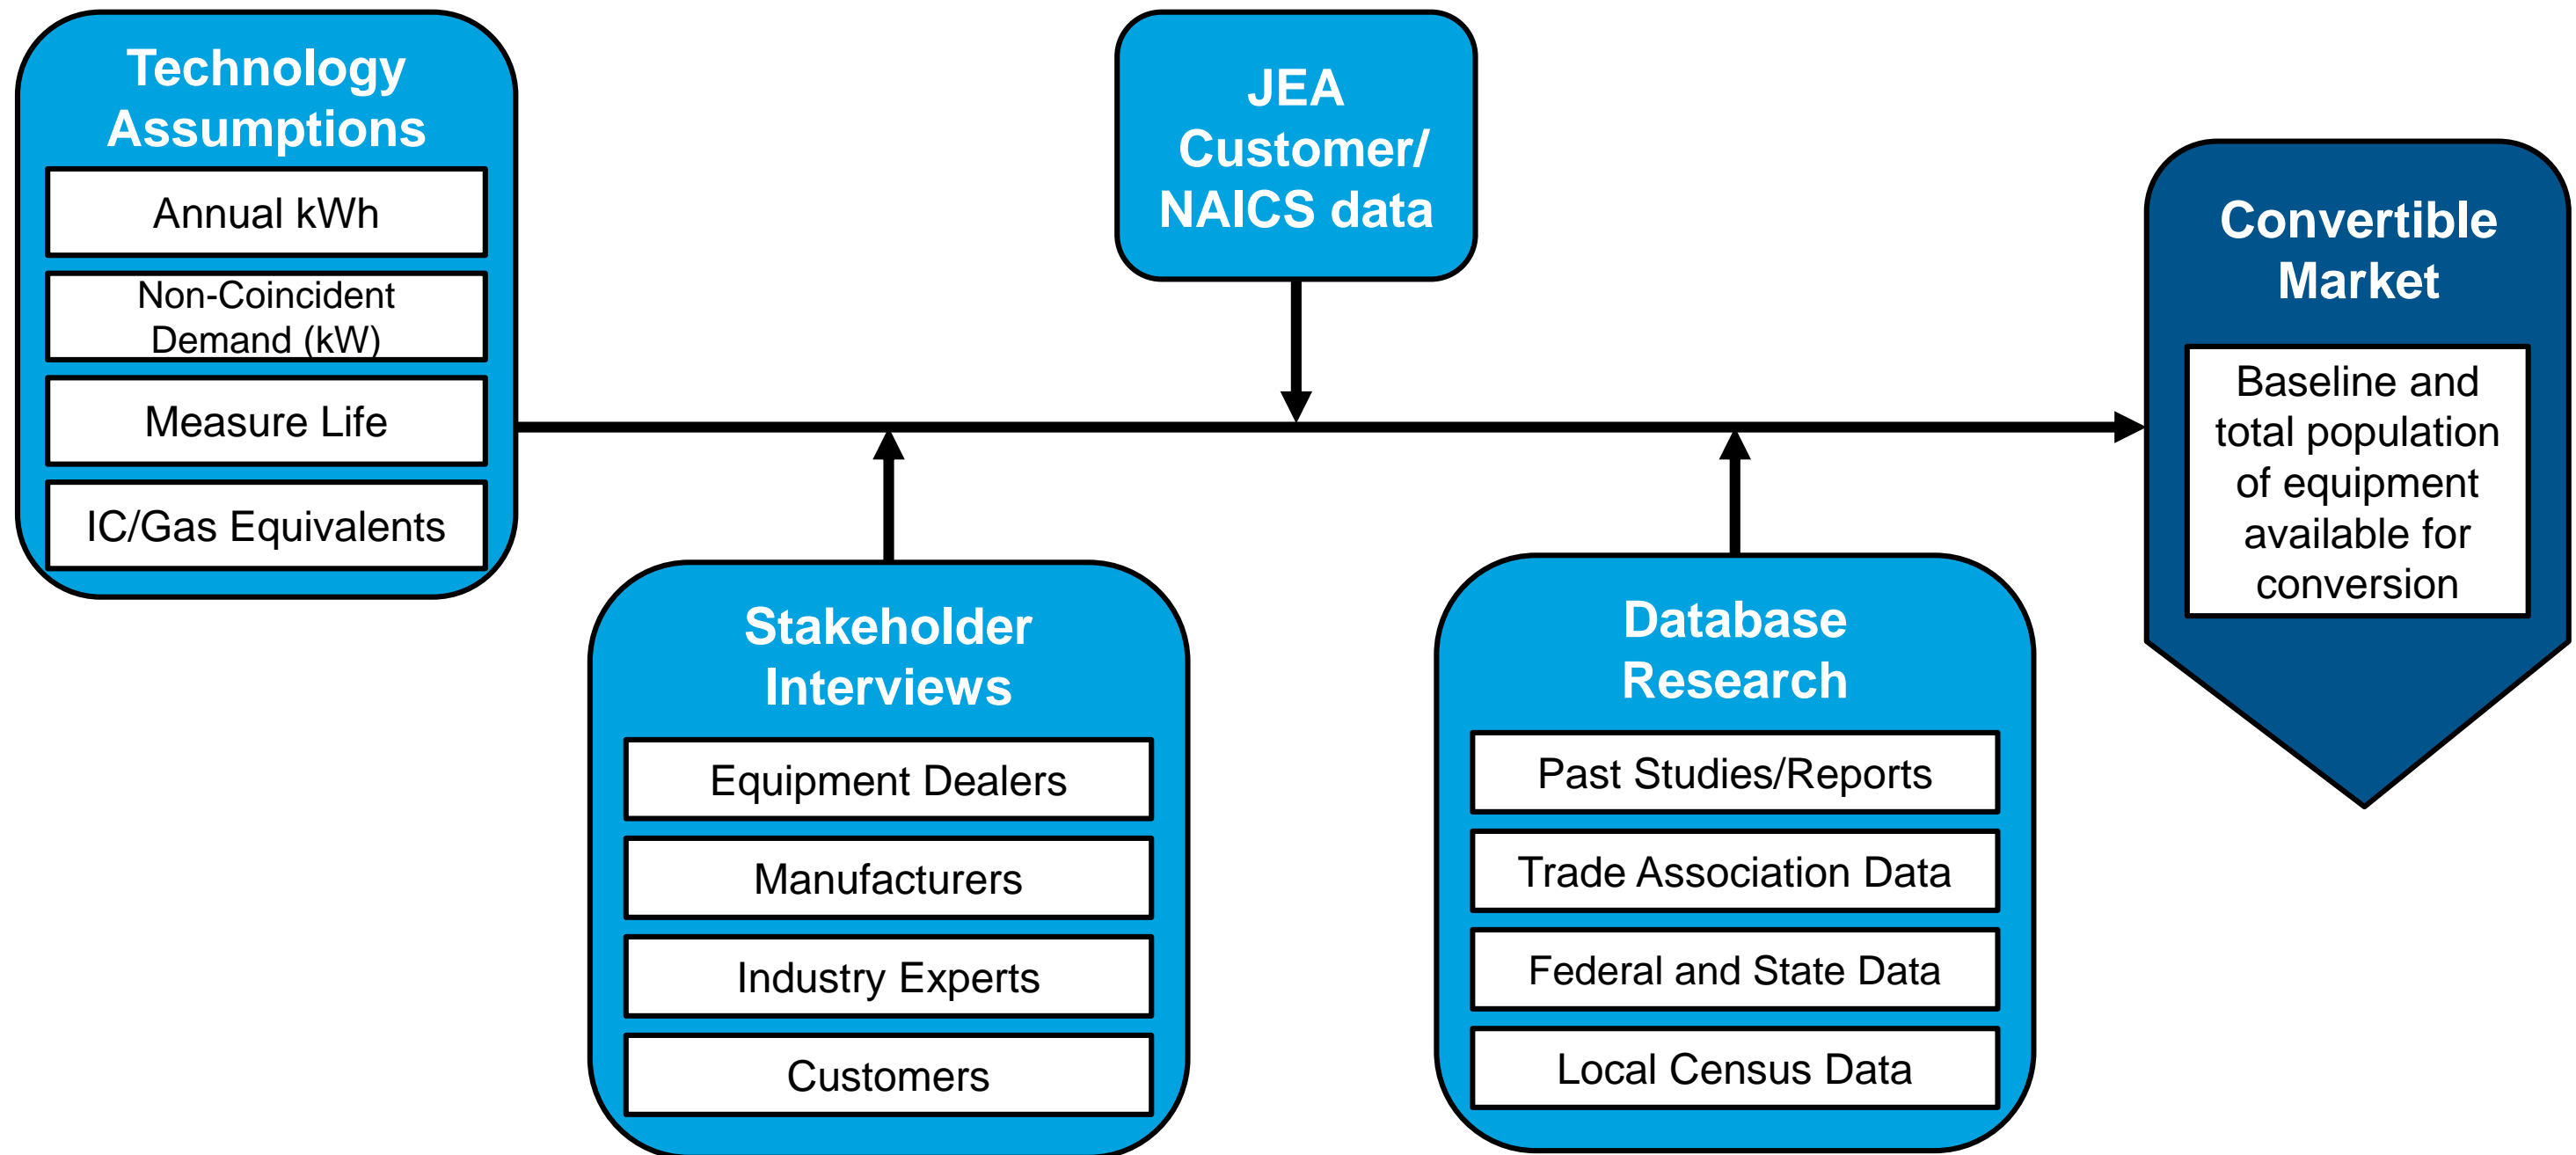 Technology
Assumptions
Annual kWh
Non-Coincident
Demand (kW)
Measure Life
IC/Gas Equivalents
JEA
Customer/
NAICS data
Stakeholder
Interviews
Equipment Dealers
Manufacturers
Industry Experts
Customers
Database
Research
Past Studies/Reports
Trade Association Data
Federal and State Data
Local Census Data
Convertible
Market
Baseline and
total population
of equipment
available for
conversion